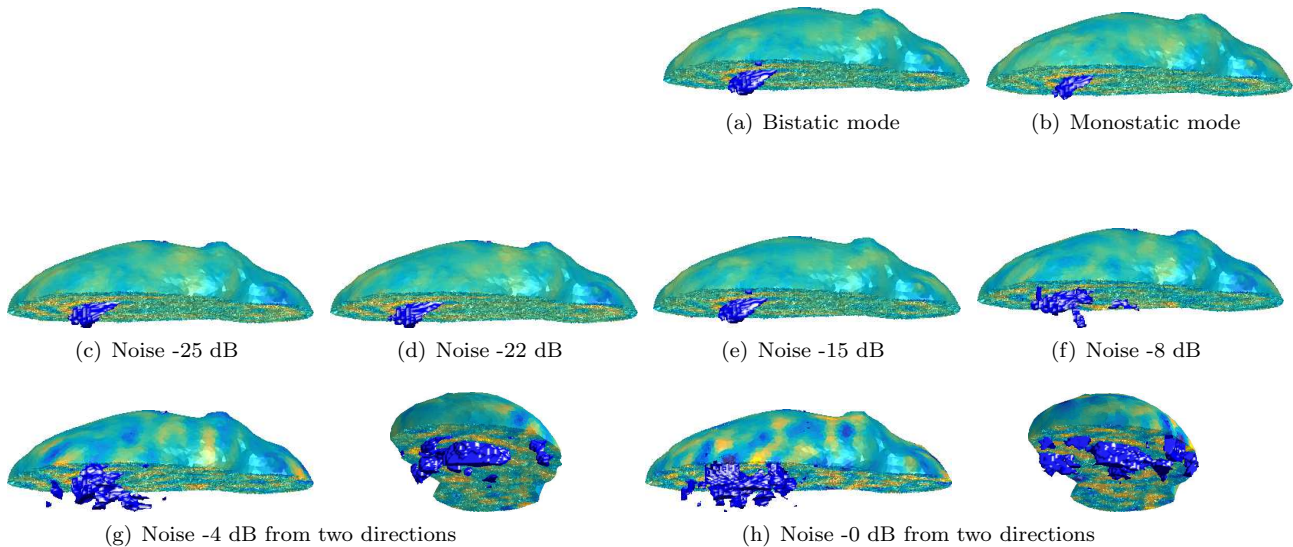 (a) Bistatic mode
(b) Monostatic mode
(c) Noise -25 dB
(d) Noise -22 dB
(e) Noise -15 dB
(f) Noise -8 dB
(g) Noise -4 dB from two directions
(h) Noise -0 dB from two directions